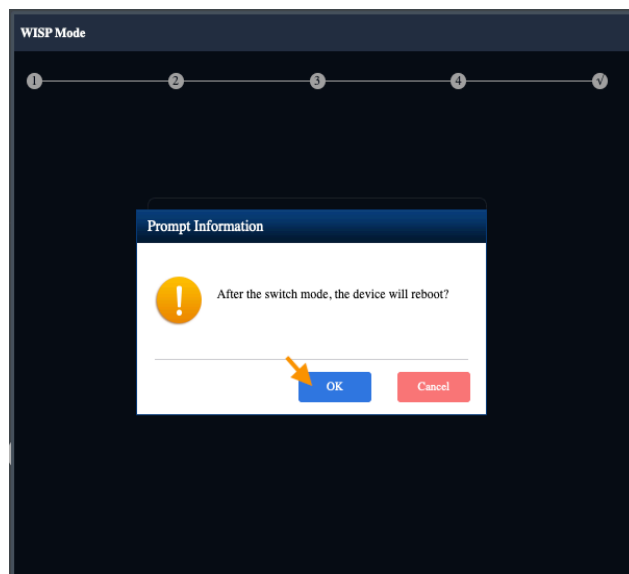 WISP Mode
1 2 3 4 √
Prompt Information
!
After the switch mode, the device will reboot?
OK Cancel